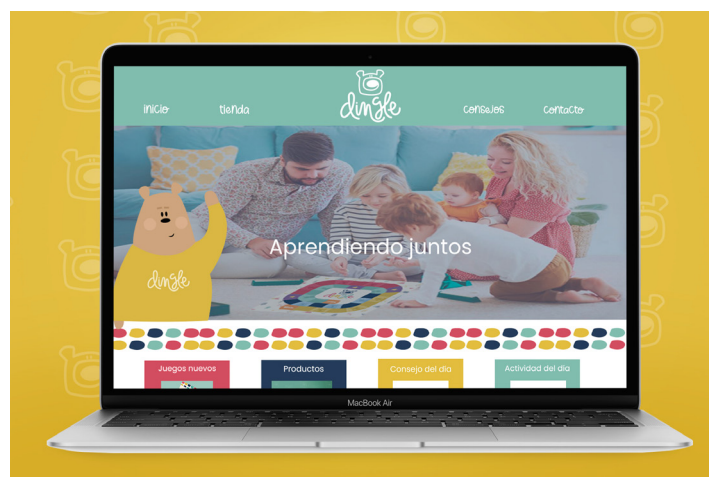 inicio
tienda
dingle
consejos
contacto
Aprendiendo juntos
dingle
Juegos nuevos
Productos
Consejo del día
Actividad del día
MacBook Air